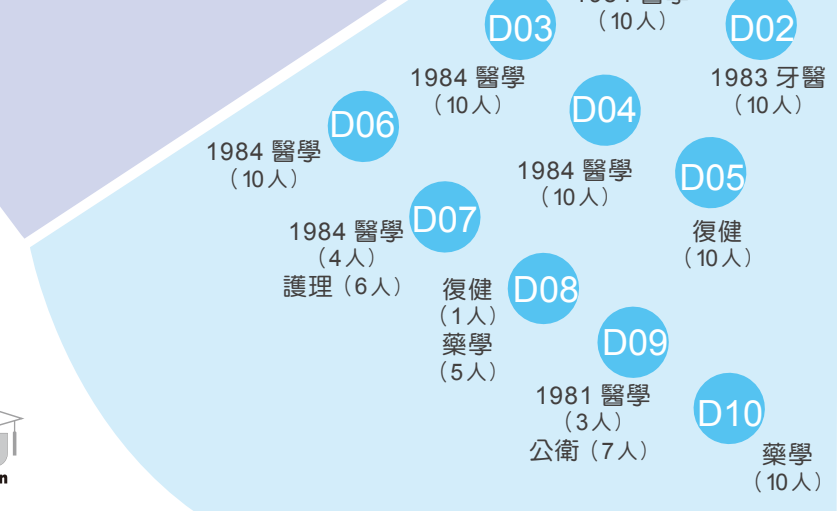 （10人）
D03
D02
1984 醫學
（10人）
1983 牙醫
（10人）
D04
D06
1984 醫學
（10人）
1984 醫學
（10人）
D05
復健
（10人）
D07
1984 醫學
（4人）
護理（6人）
D08
復健
（1人）
藥學
（5人）
D09
1981 醫學
（3人）
公衛（7人）
D10
藥學
（10人）